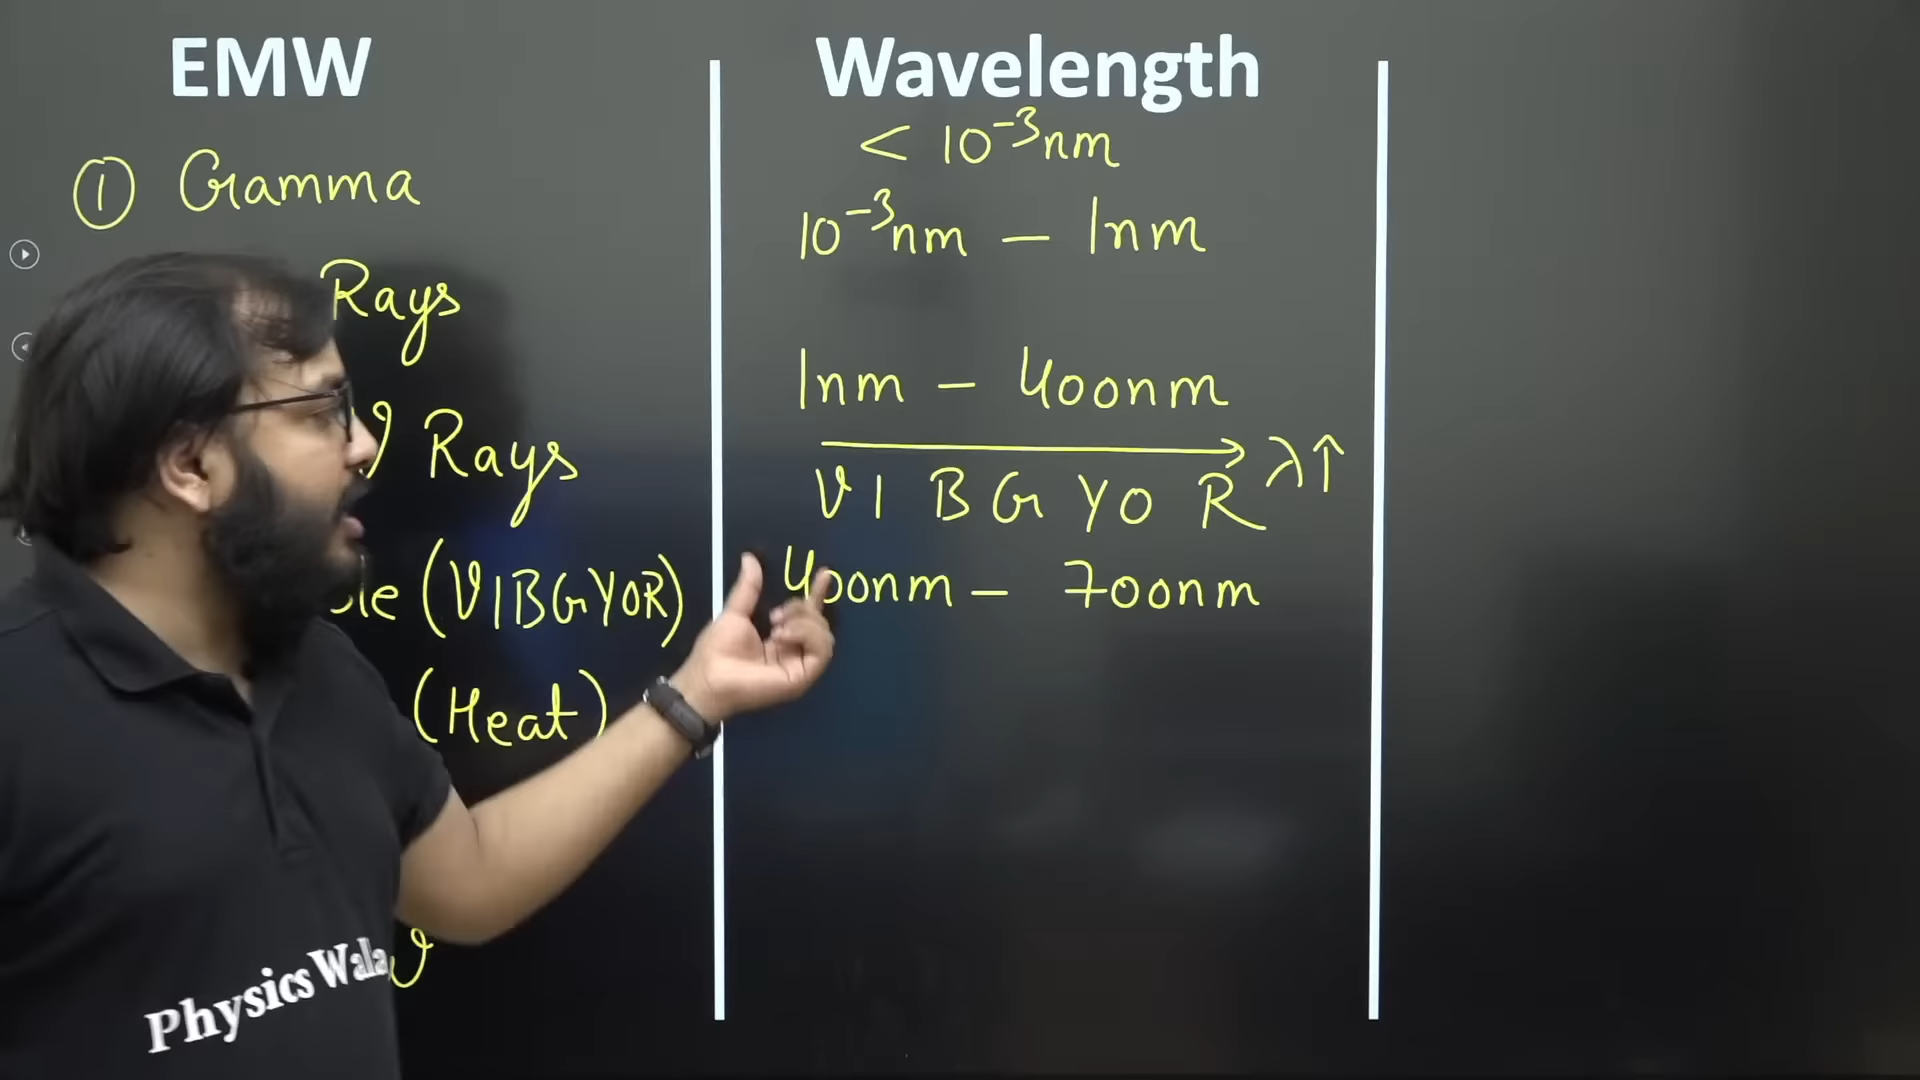 EMW
Wavelength
① Gamma
< 10⁻³nm
10⁻³nm – 1nm
Rays
1nm – 400nm
Rays
λ↑
V I B G Y O R
(VIBGYOR)
400nm – 700nm
(Heat)
Physics Wala